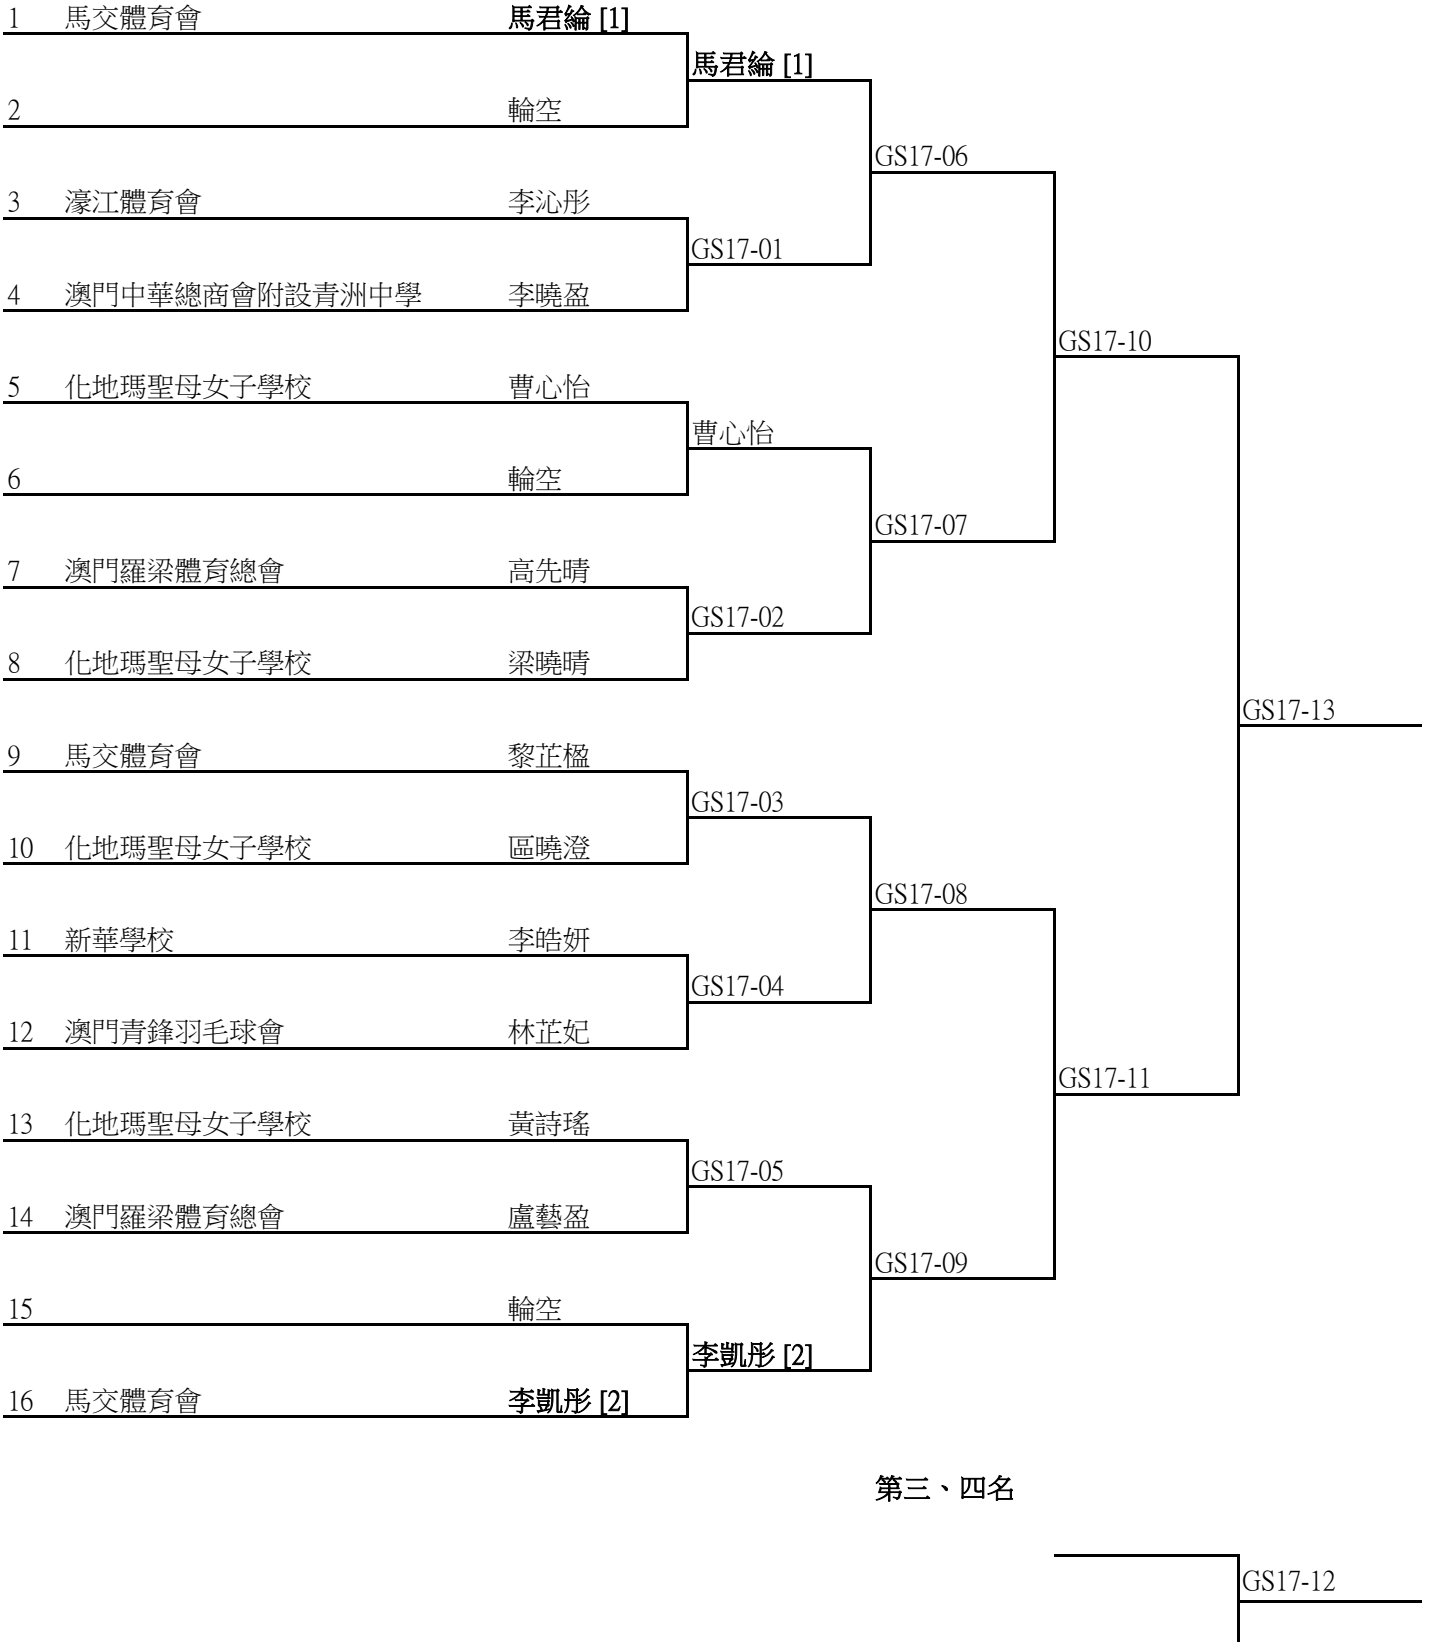 1 馬交體育會 馬君綸 [1]
馬君綸 [1]
2 輪空
GS17-06
3 濠江體育會 李沁彤
GS17-01
4 澳門中華總商會附設青洲中學 李曉盈
GS17-10
5 化地瑪聖母女子學校 曹心怡
曹心怡
6 輪空
GS17-07
7 澳門羅梁體育總會 高先晴
GS17-02
8 化地瑪聖母女子學校 梁曉晴
GS17-13
9 馬交體育會 黎芷楹
GS17-03
10 化地瑪聖母女子學校 區曉澄
GS17-08
11 新華學校 李皓妍
GS17-04
12 澳門青鋒羽毛球會 林芷妃
GS17-11
13 化地瑪聖母女子學校 黃詩瑤
GS17-05
14 澳門羅梁體育總會 盧藝盈
GS17-09
15 輪空
李凱彤 [2]
16 馬交體育會 李凱彤 [2]
第三、四名
GS17-12